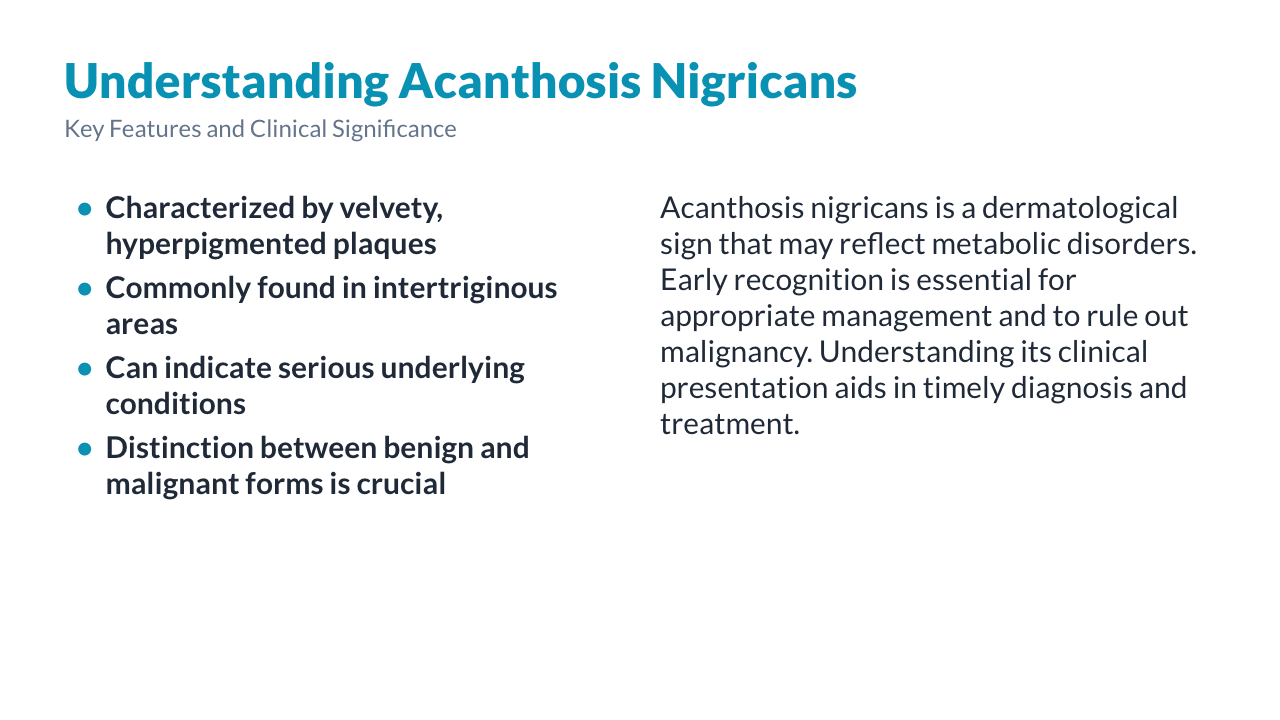 Understanding Acanthosis Nigricans
Key Features and Clinical Significance
● Characterized by velvety,
hyperpigmented plaques
● Commonly found in intertriginous
areas
● Can indicate serious underlying
conditions
● Distinction between benign and
malignant forms is crucial
Acanthosis nigricans is a dermatological
sign that may reflect metabolic disorders.
Early recognition is essential for
appropriate management and to rule out
malignancy. Understanding its clinical
presentation aids in timely diagnosis and
treatment.